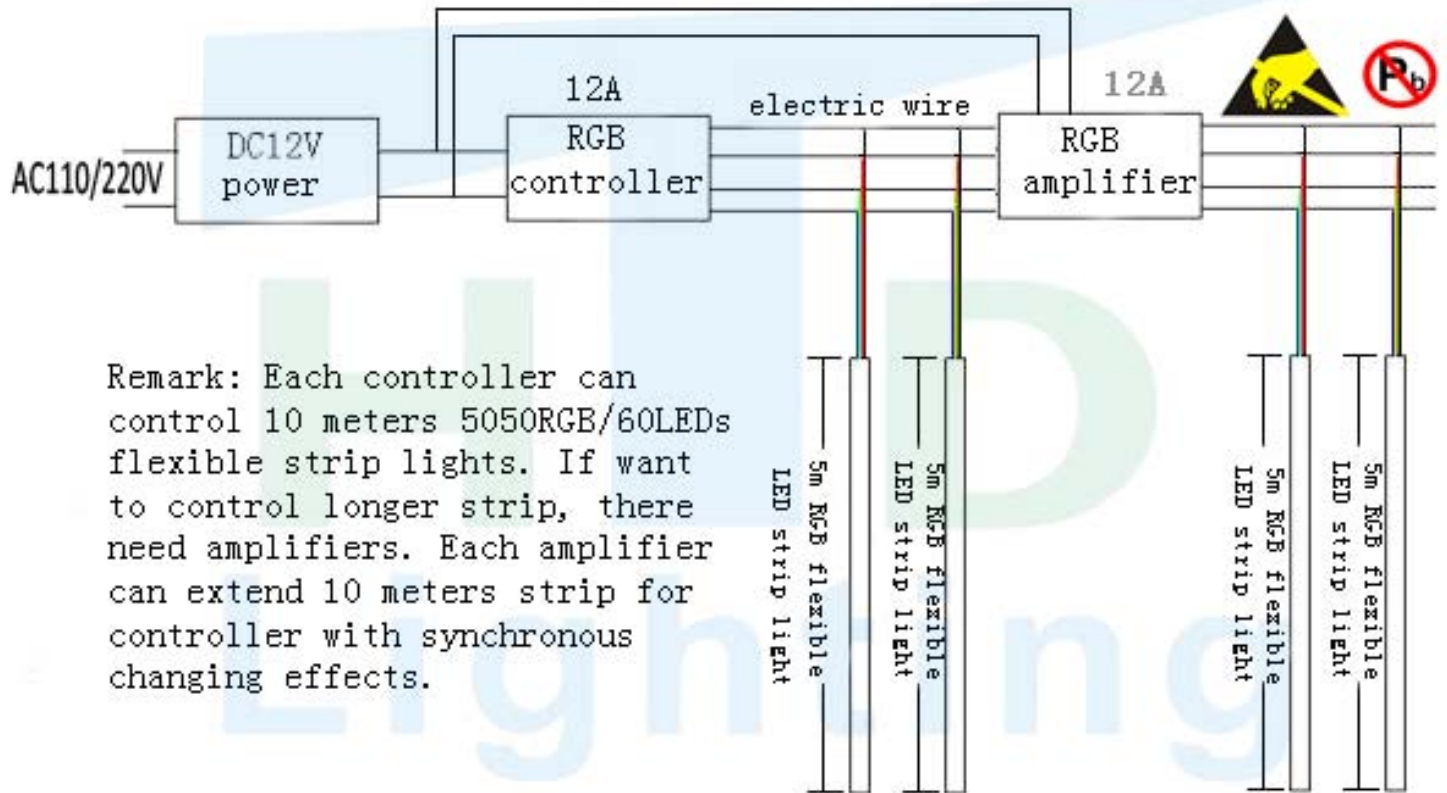 12A
12A
electric wire
AC110/220V
DC12V
power
RGB
controller
RGB
amplifier
Pb
Remark: Each controller can
control 10 meters 5050RGB/60LEDs
flexible strip lights. If want
to control longer strip, there
need amplifiers. Each amplifier
can extend 10 meters strip for
controller with synchronous
changing effects.
5m RGB flexible
LED strip light
5m RGB flexible
LED strip light
5m RGB flexible
LED strip light
5m RGB flexible
LED strip light
HTD
Lighting